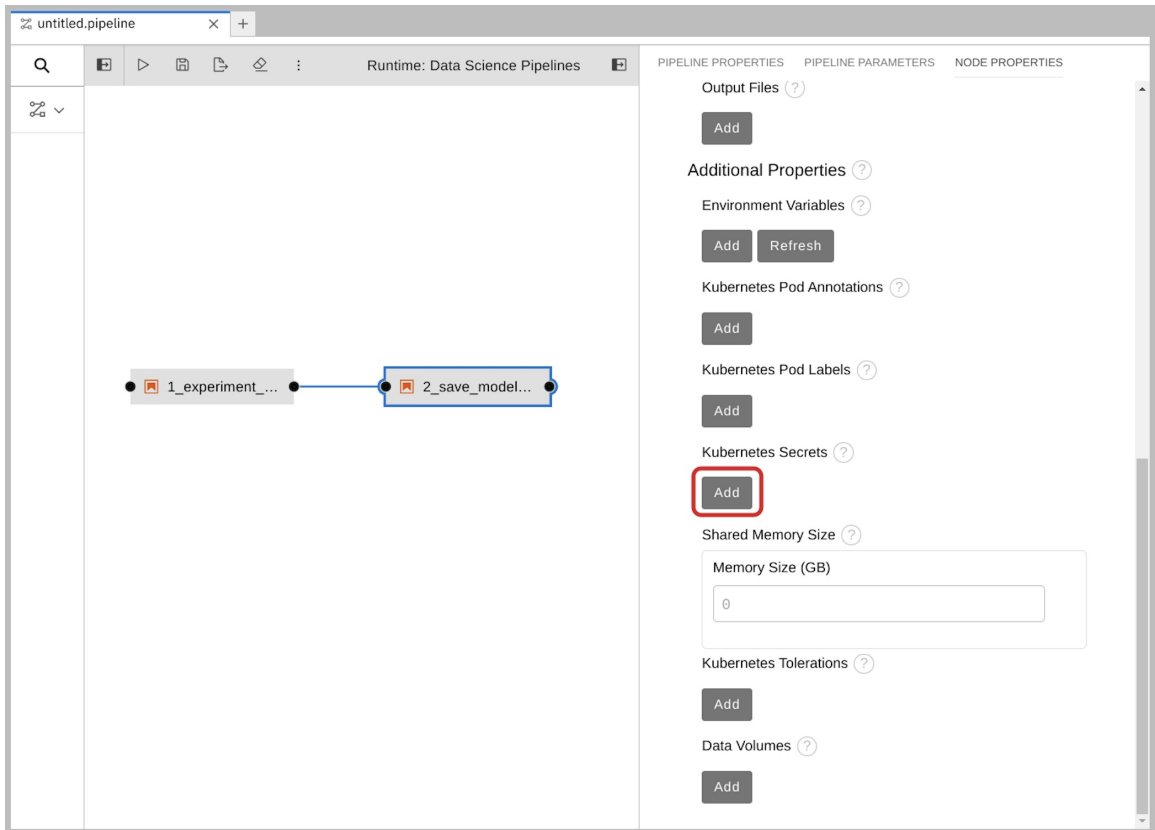 untitled.pipeline
Runtime: Data Science Pipelines
1_experiment_...
2_save_model...
PIPELINE PROPERTIES PIPELINE PARAMETERS NODE PROPERTIES
Output Files ?
Add
Additional Properties ?
Environment Variables ?
Add Refresh
Kubernetes Pod Annotations ?
Add
Kubernetes Pod Labels ?
Add
Kubernetes Secrets ?
Add
Shared Memory Size ?
Memory Size (GB)
0
Kubernetes Tolerations ?
Add
Data Volumes ?
Add